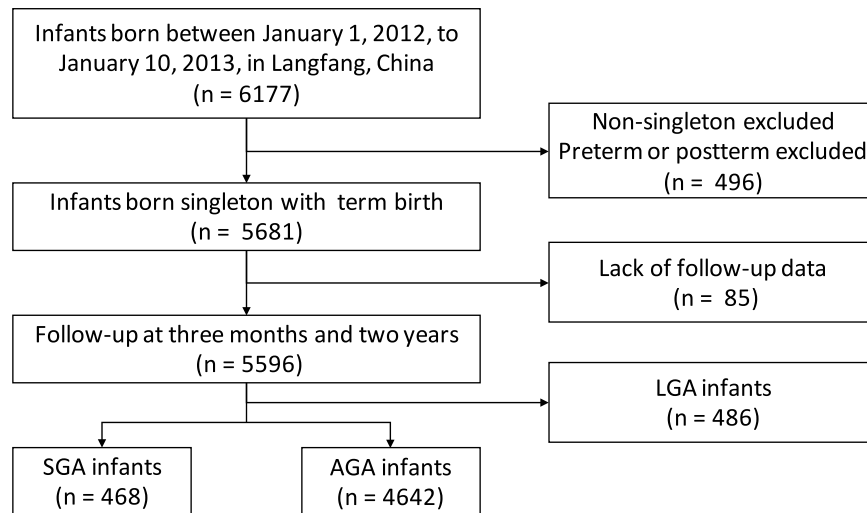 Infants born between January 1, 2012, to
January 10, 2013, in Langfang, China
(n = 6177)
Non-singleton excluded
Preterm or postterm excluded
(n = 496)
Infants born singleton with term birth
(n = 5681)
Lack of follow-up data
(n = 85)
Follow-up at three months and two years
(n = 5596)
LGA infants
(n = 486)
SGA infants
(n = 468)
AGA infants
(n = 4642)